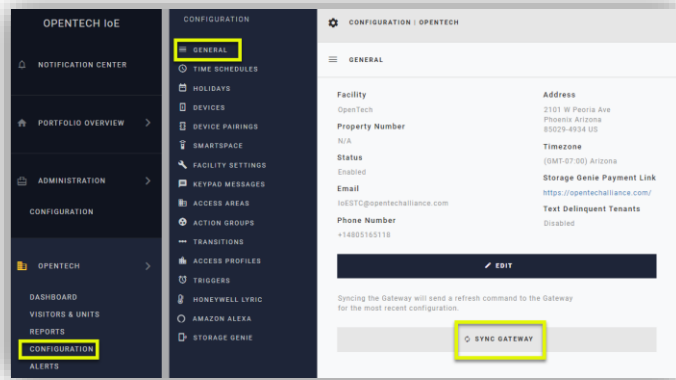 OPENTECH IoE
NOTIFICATION CENTER
PORTFOLIO OVERVIEW
ADMINISTRATION
CONFIGURATION
OPENTECH
DASHBOARD
VISITORS & UNITS
REPORTS
CONFIGURATION
ALERTS
CONFIGURATION
GENERAL
TIME SCHEDULES
HOLIDAYS
DEVICES
DEVICE PAIRINGS
SMARTSPACE
FACILITY SETTINGS
KEYPAD MESSAGES
ACCESS AREAS
ACTION GROUPS
TRANSITIONS
ACCESS PROFILES
TRIGGERS
HONEYWELL LYRIC
AMAZON ALEXA
STORAGE GENIE
CONFIGURATION | OPENTECH
GENERAL
Facility
OpenTech
Property Number
N/A
Status
Enabled
Email
IoESTC@opentechalliance.com
Phone Number
+14805165118
Address
2101 W Peoria Ave
Phoenix Arizona
85029-4934 US
Timezone
(GMT-07:00) Arizona
Storage Genie Payment Link
https://opentechalliance.com/
Text Delinquent Tenants
Disabled
EDIT
Syncing the Gateway will send a refresh command to the Gateway
for the most recent configuration.
SYNC GATEWAY